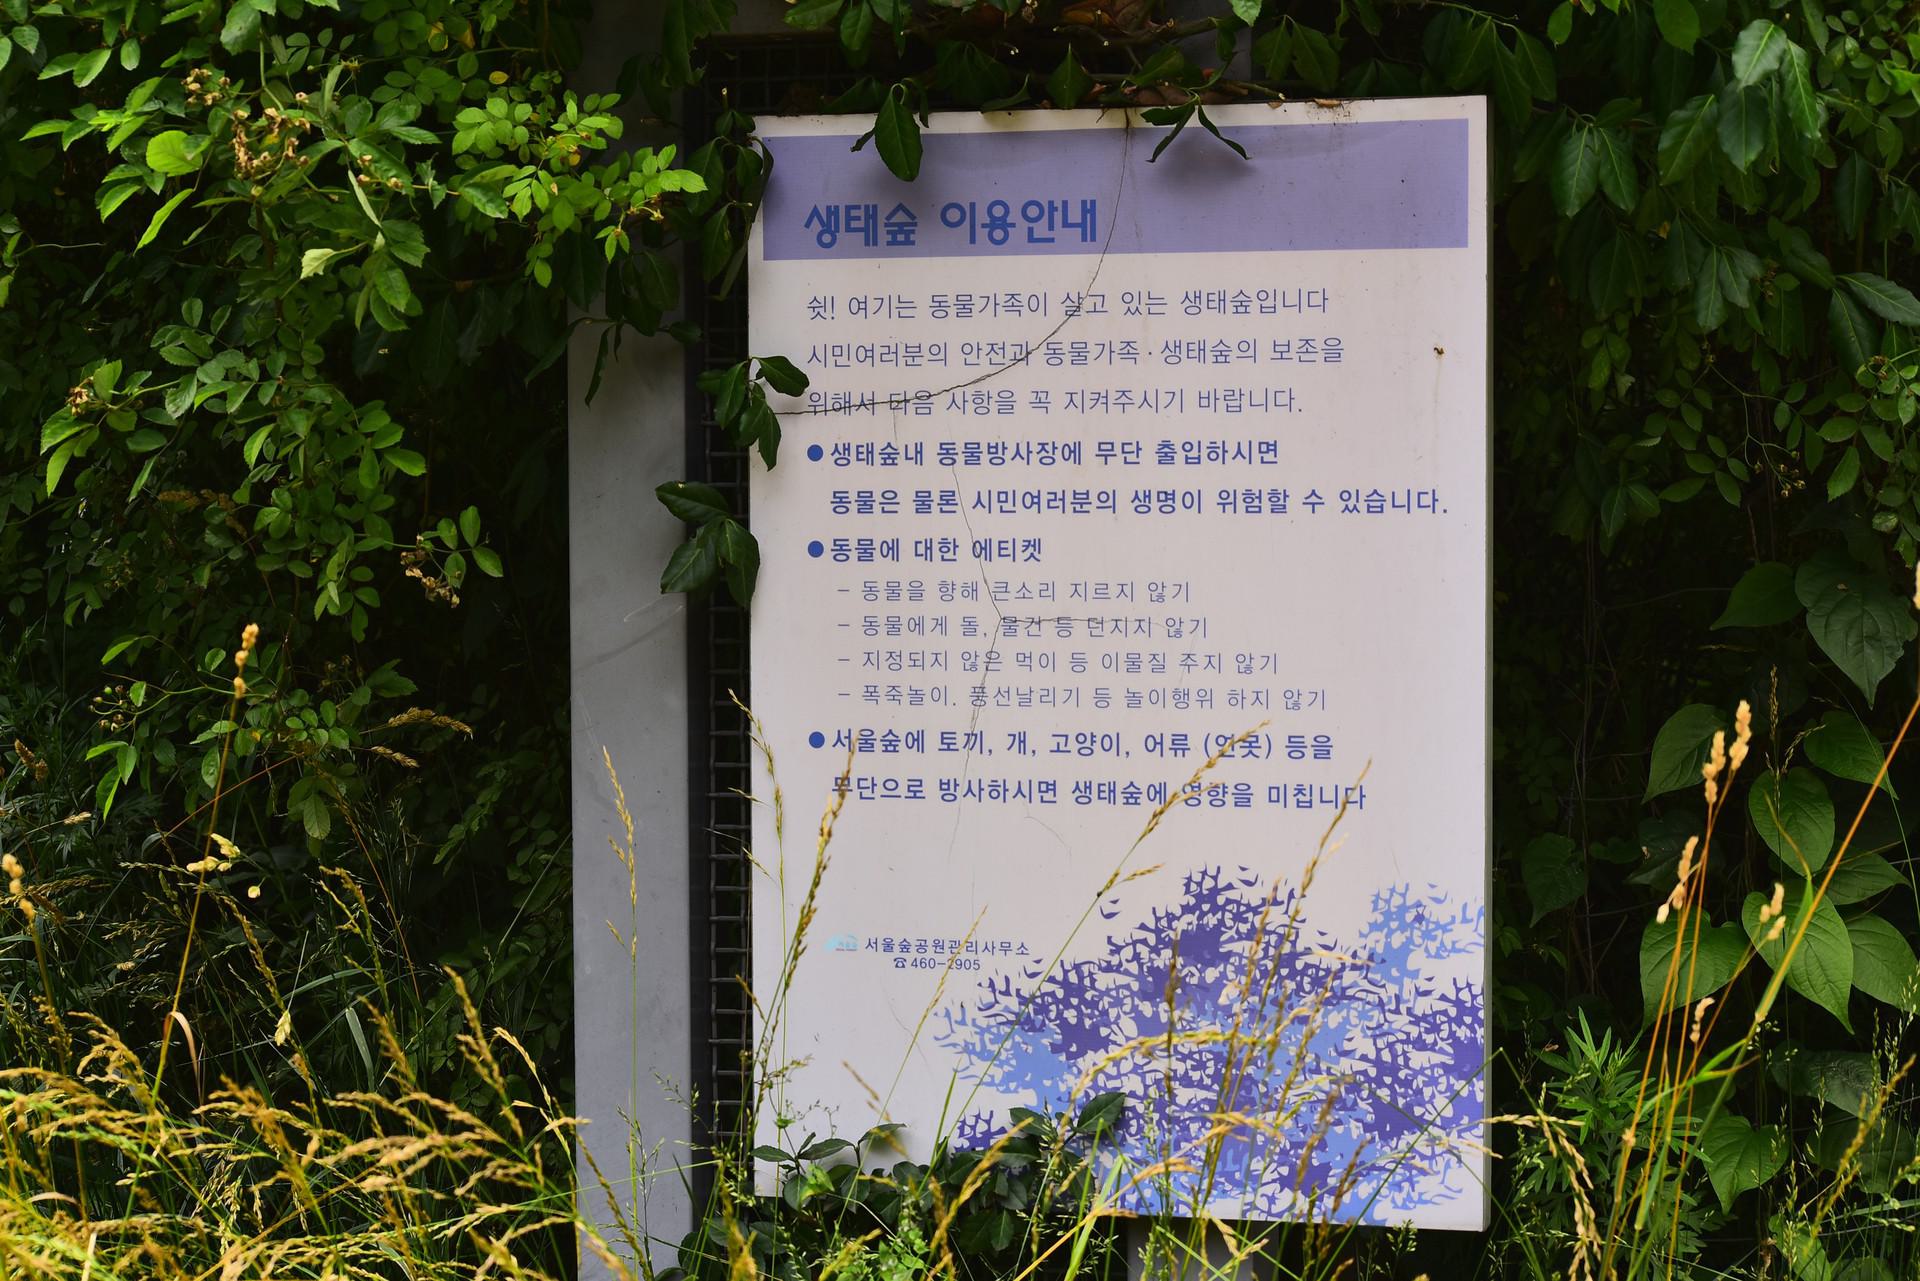 생태숲 이용안내
쉿! 여기는 동물가족이 살고 있는 생태숲입니다
시민여러분의 안전과 동물가족·생태숲의 보존을
위해서 다음 사항을 꼭 지켜주시기 바랍니다.
●생태숲내 동물방사장에 무단 출입하시면
동물은 물론 시민여러분의 생명이 위험할 수 있습니다.
●동물에 대한 에티켓
- 동물을 향해 큰소리 지르지 않기
- 동물에게 돌, 물건 등 던지지 않기
- 지정되지 않은 먹이 등 이물질 주지 않기
- 폭죽놀이. 풍선날리기 등 놀이행위 하지 않기
●서울숲에 토끼, 개, 고양이, 어류 (연못) 등을
무단으로 방사하시면 생태숲에 영향을 미칩니다
서울숲공원관리사무소
☎460-2905